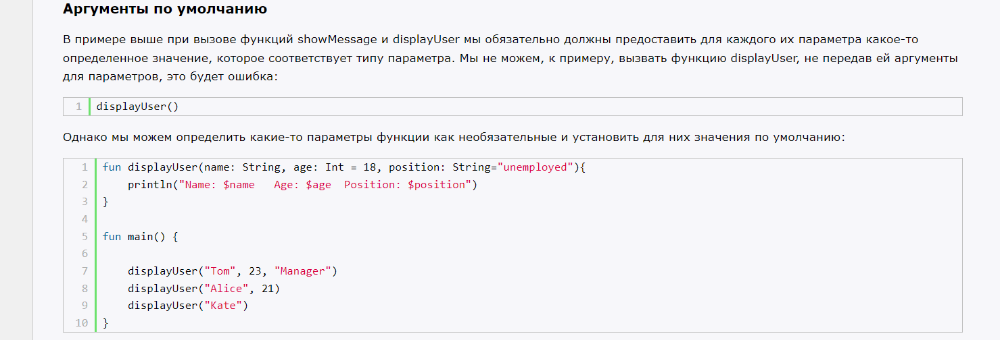 Аргументы по умолчанию
В примере выше при вызове функций showMessage и displayUser мы обязательно должны предоставить для каждого их параметра какое-то
определенное значение, которое соответствует типу параметра. Мы не можем, к примеру, вызвать функцию displayUser, не передав ей аргументы
для параметров, это будет ошибка:
1 displayUser()
Однако мы можем определить какие-то параметры функции как необязательные и установить для них значения по умолчанию:
1 fun displayUser(name: String, age: Int = 18, position: String="unemployed"){
2     println("Name: $name   Age: $age  Position: $position")
3 }
4
5 fun main() {
6
7     displayUser("Tom", 23, "Manager")
8     displayUser("Alice", 21)
9     displayUser("Kate")
10 }